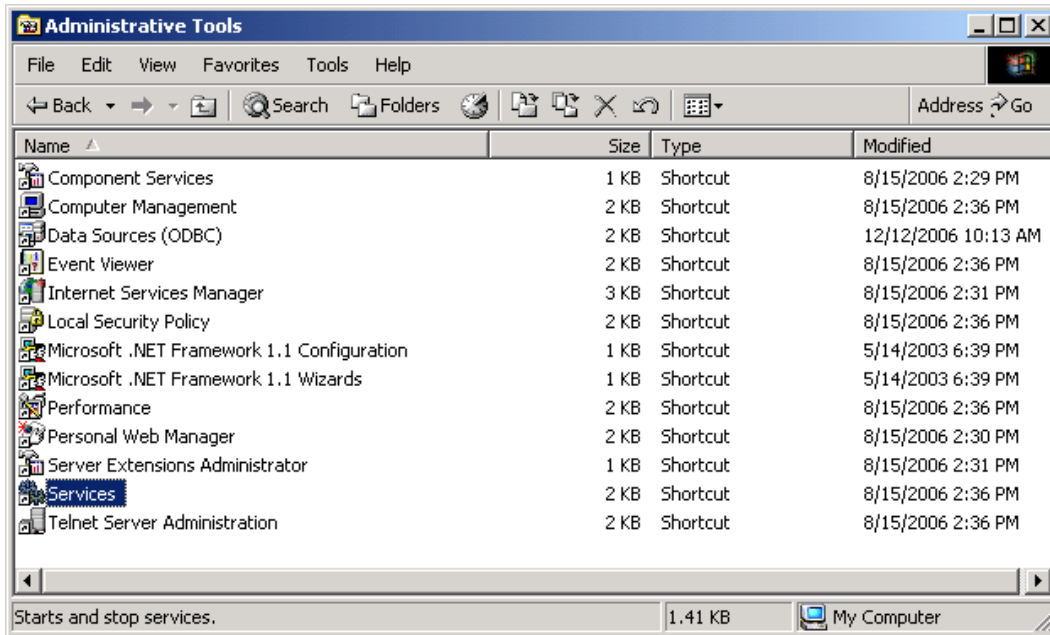 Administrative Tools
File Edit View Favorites Tools Help
Back Search Folders Address Go
Name Size Type Modified
Component Services 1 KB Shortcut 8/15/2006 2:29 PM
Computer Management 2 KB Shortcut 8/15/2006 2:36 PM
Data Sources (ODBC) 2 KB Shortcut 12/12/2006 10:13 AM
Event Viewer 2 KB Shortcut 8/15/2006 2:36 PM
Internet Services Manager 3 KB Shortcut 8/15/2006 2:31 PM
Local Security Policy 2 KB Shortcut 8/15/2006 2:36 PM
Microsoft .NET Framework 1.1 Configuration 1 KB Shortcut 5/14/2003 6:39 PM
Microsoft .NET Framework 1.1 Wizards 1 KB Shortcut 5/14/2003 6:39 PM
Performance 2 KB Shortcut 8/15/2006 2:36 PM
Personal Web Manager 2 KB Shortcut 8/15/2006 2:30 PM
Server Extensions Administrator 1 KB Shortcut 8/15/2006 2:31 PM
Services 2 KB Shortcut 8/15/2006 2:36 PM
Telnet Server Administration 2 KB Shortcut 8/15/2006 2:36 PM
Starts and stop services. 1.41 KB My Computer